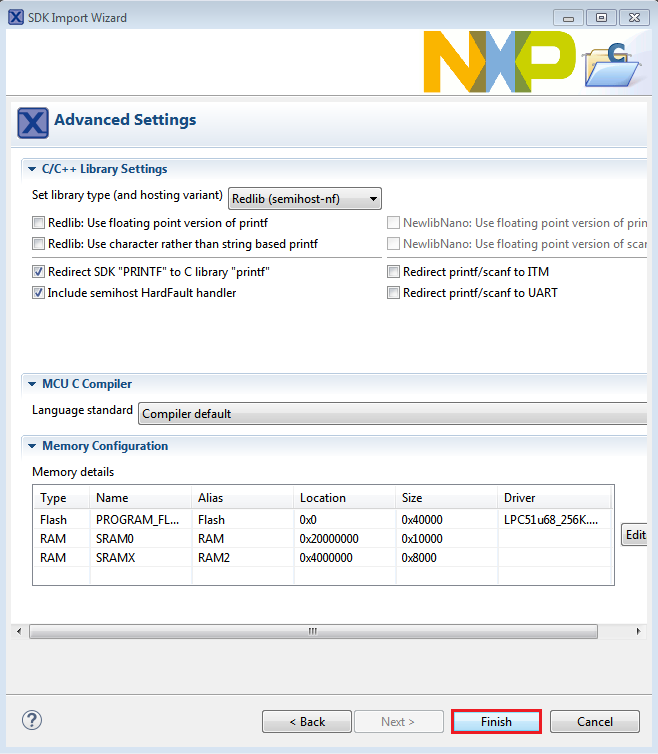 SDK Import Wizard
NXP
Advanced Settings
C/C++ Library Settings
Set library type (and hosting variant) Redlib (semihost-nf)
Redlib: Use floating point version of printf NewlibNano: Use floating point version of prin
Redlib: Use character rather than string based printf NewlibNano: Use floating point version of scan
Redirect SDK "PRINTF" to C library "printf" Redirect printf/scanf to ITM
Include semihost HardFault handler Redirect printf/scanf to UART
MCU C Compiler
Language standard Compiler default
Memory Configuration
Memory details
Type Name Alias Location Size Driver
Flash PROGRAM_FL... Flash 0x0 0x40000 LPC51u68_256K....
RAM SRAM0 RAM 0x20000000 0x10000
Edit
RAM SRAMX RAM2 0x4000000 0x8000
? < Back Next > Finish Cancel